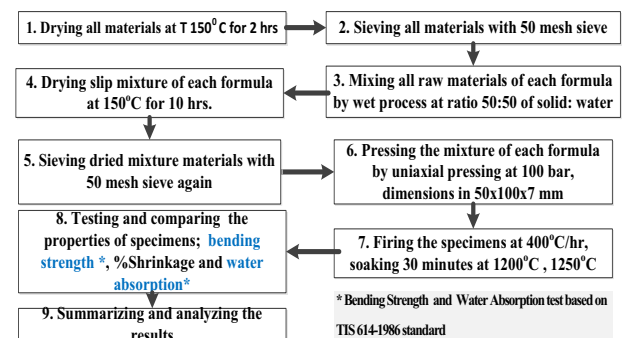 1. Drying all materials at T 150⁰ C for 2 hrs
2. Sieving all materials with 50 mesh sieve
3. Mixing all raw materials of each formula
by wet process at ratio 50:50 of solid: water
4. Drying slip mixture of each formula
at 150°C for 10 hrs.
5. Sieving dried mixture materials with
50 mesh sieve again
6. Pressing the mixture of each formula
by uniaxial pressing at 100 bar,
dimensions in 50x100x7 mm
7. Firing the specimens at 400°C/hr,
soaking 30 minutes at 1200°C , 1250°C
8. Testing and comparing the
properties of specimens; bending
strength *, %Shrinkage and water
absorption*
9. Summarizing and analyzing the
results
* Bending Strength and Water Absorption test based on
TIS 614-1986 standard